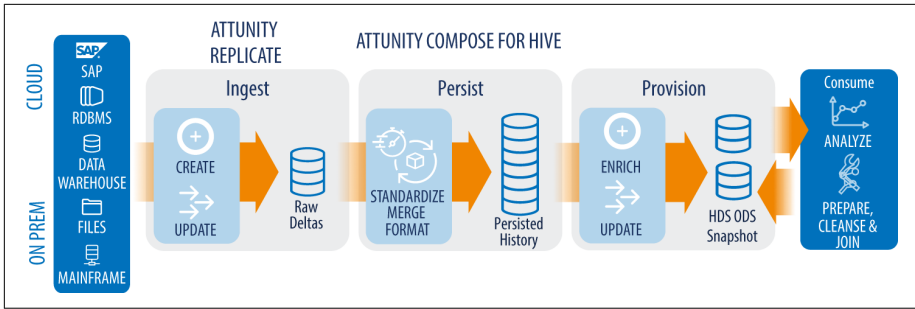 ATTUNITY
REPLICATE
ATTUNITY COMPOSE FOR HIVE
CLOUD
ON PREM
SAP
SAP
RDBMS
DATA
WAREHOUSE
FILES
MAINFRAME
Ingest
CREATE
UPDATE
Raw
Deltas
Persist
STANDARDIZE
MERGE
FORMAT
Persisted
History
Provision
ENRICH
UPDATE
HDS ODS
Snapshot
Consume
ANALYZE
PREPARE,
CLEANSE &
JOIN